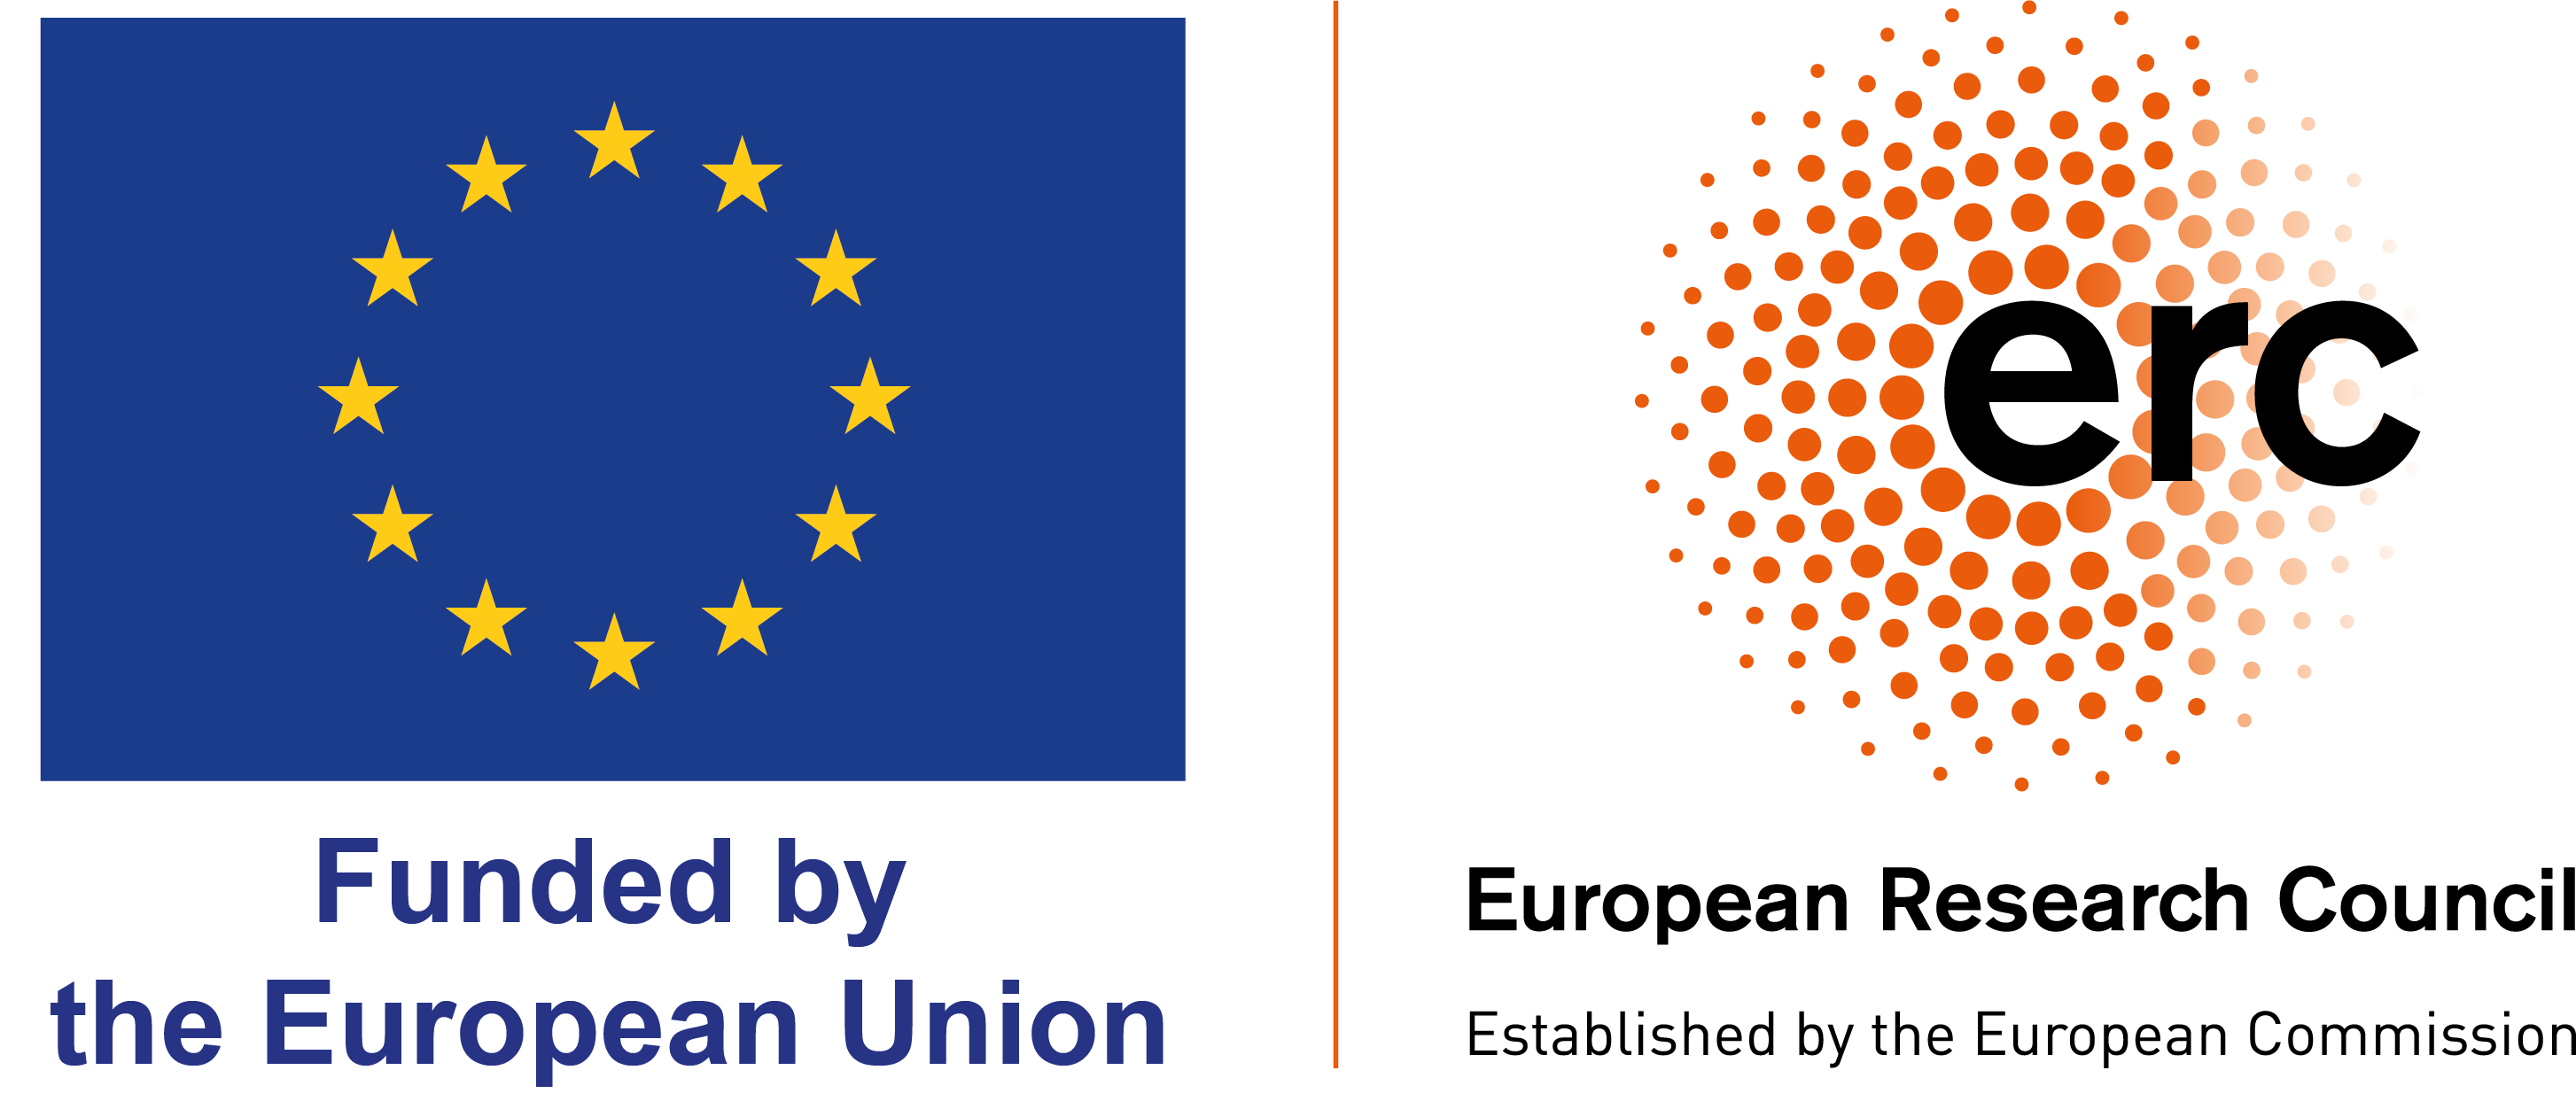 Funded by
the European Union
erc
European Research Council
Established by the European Commission